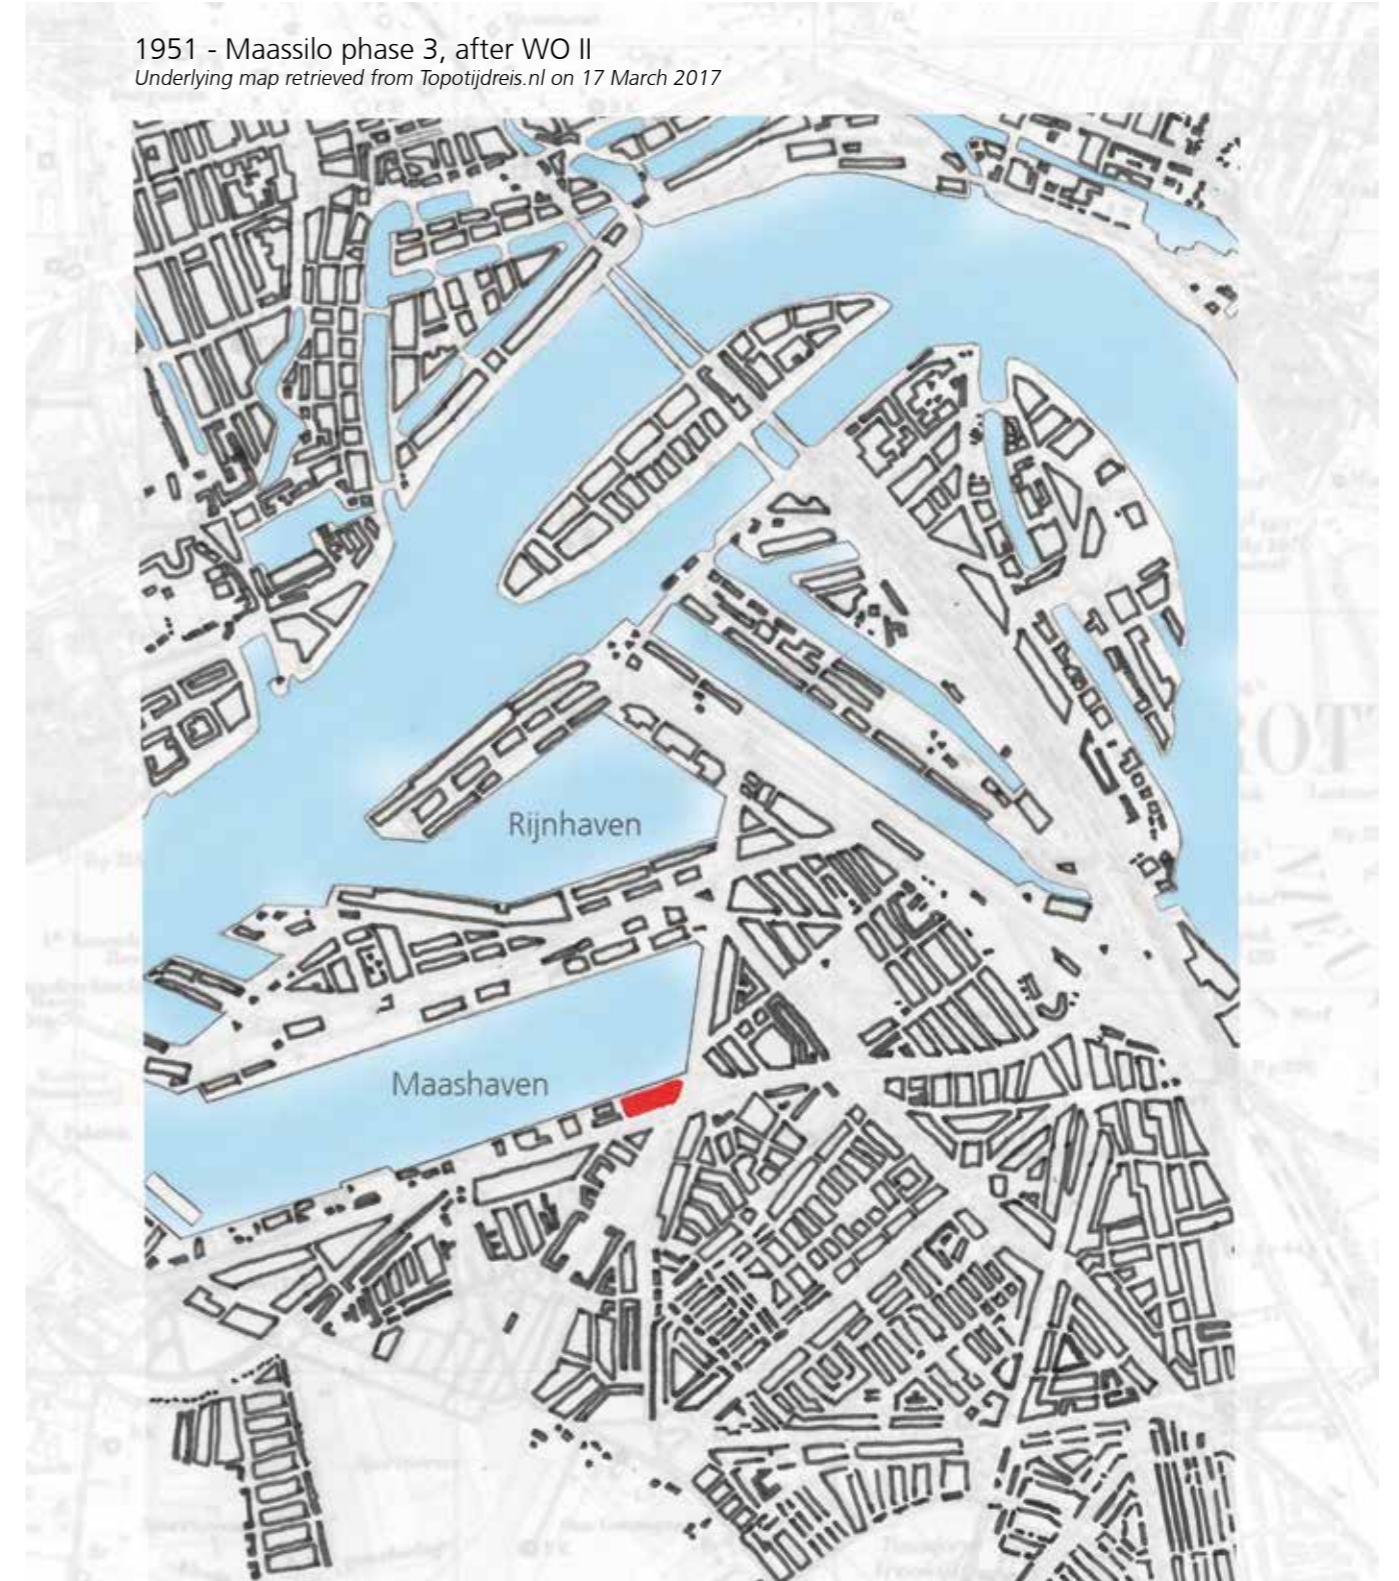 1951 - Maassilo phase 3, after WO II
Underlying map retrieved from Topotijdreis.nl on 17 March 2017
Rijnhaven
Maashaven